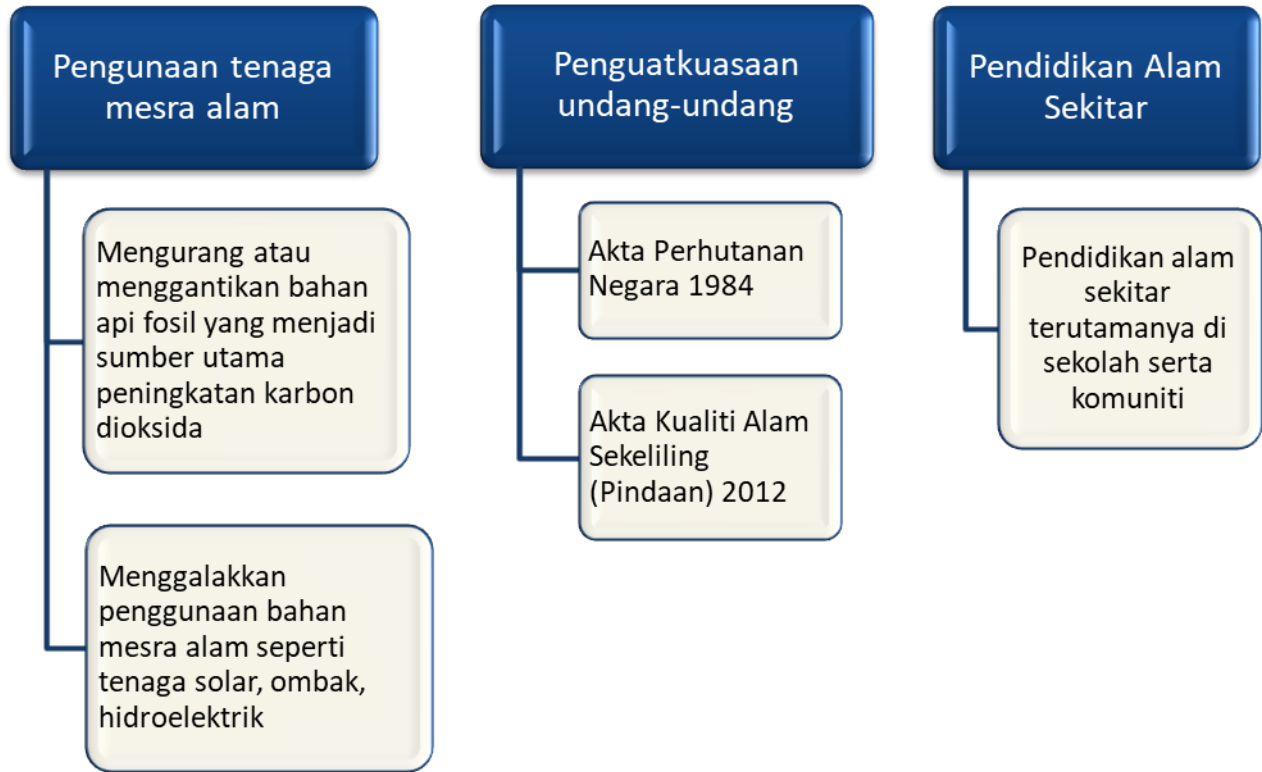 Pengunaan tenaga
mesra alam
Mengurang atau
menggantikan bahan
api fosil yang menjadi
sumber utama
peningkatan karbon
dioksida
Menggalakkan
penggunaan bahan
mesra alam seperti
tenaga solar, ombak,
hidroelektrik
Penguatkuasaan
undang-undang
Akta Perhutanan
Negara 1984
Akta Kualiti Alam
Sekeliling
(Pindaan) 2012
Pendidikan Alam
Sekitar
Pendidikan alam
sekitar
terutamanya di
sekolah serta
komuniti